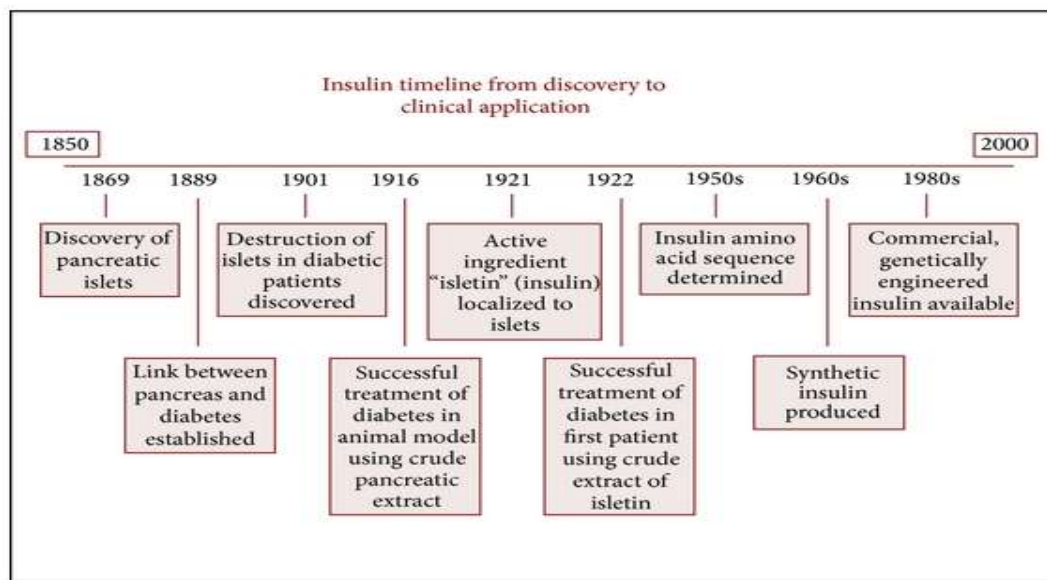 Insulin timeline from discovery to
clinical application
1850
2000
1869
1889
1901
1916
1921
1922
1950s
1960s
1980s
Discovery of
pancreatic
islets
Link between
pancreas and
diabetes
established
Destruction of
islets in diabetic
patients
discovered
Successful
treatment of
diabetes in
animal model
using crude
pancreatic
extract
Active
ingredient
“isletin” (insulin)
localized to
islets
Successful
treatment of
diabetes in
first patient
using crude
extract of
isletin
Insulin amino
acid sequence
determined
Synthetic
insulin
produced
Commercial,
genetically
engineered
insulin available